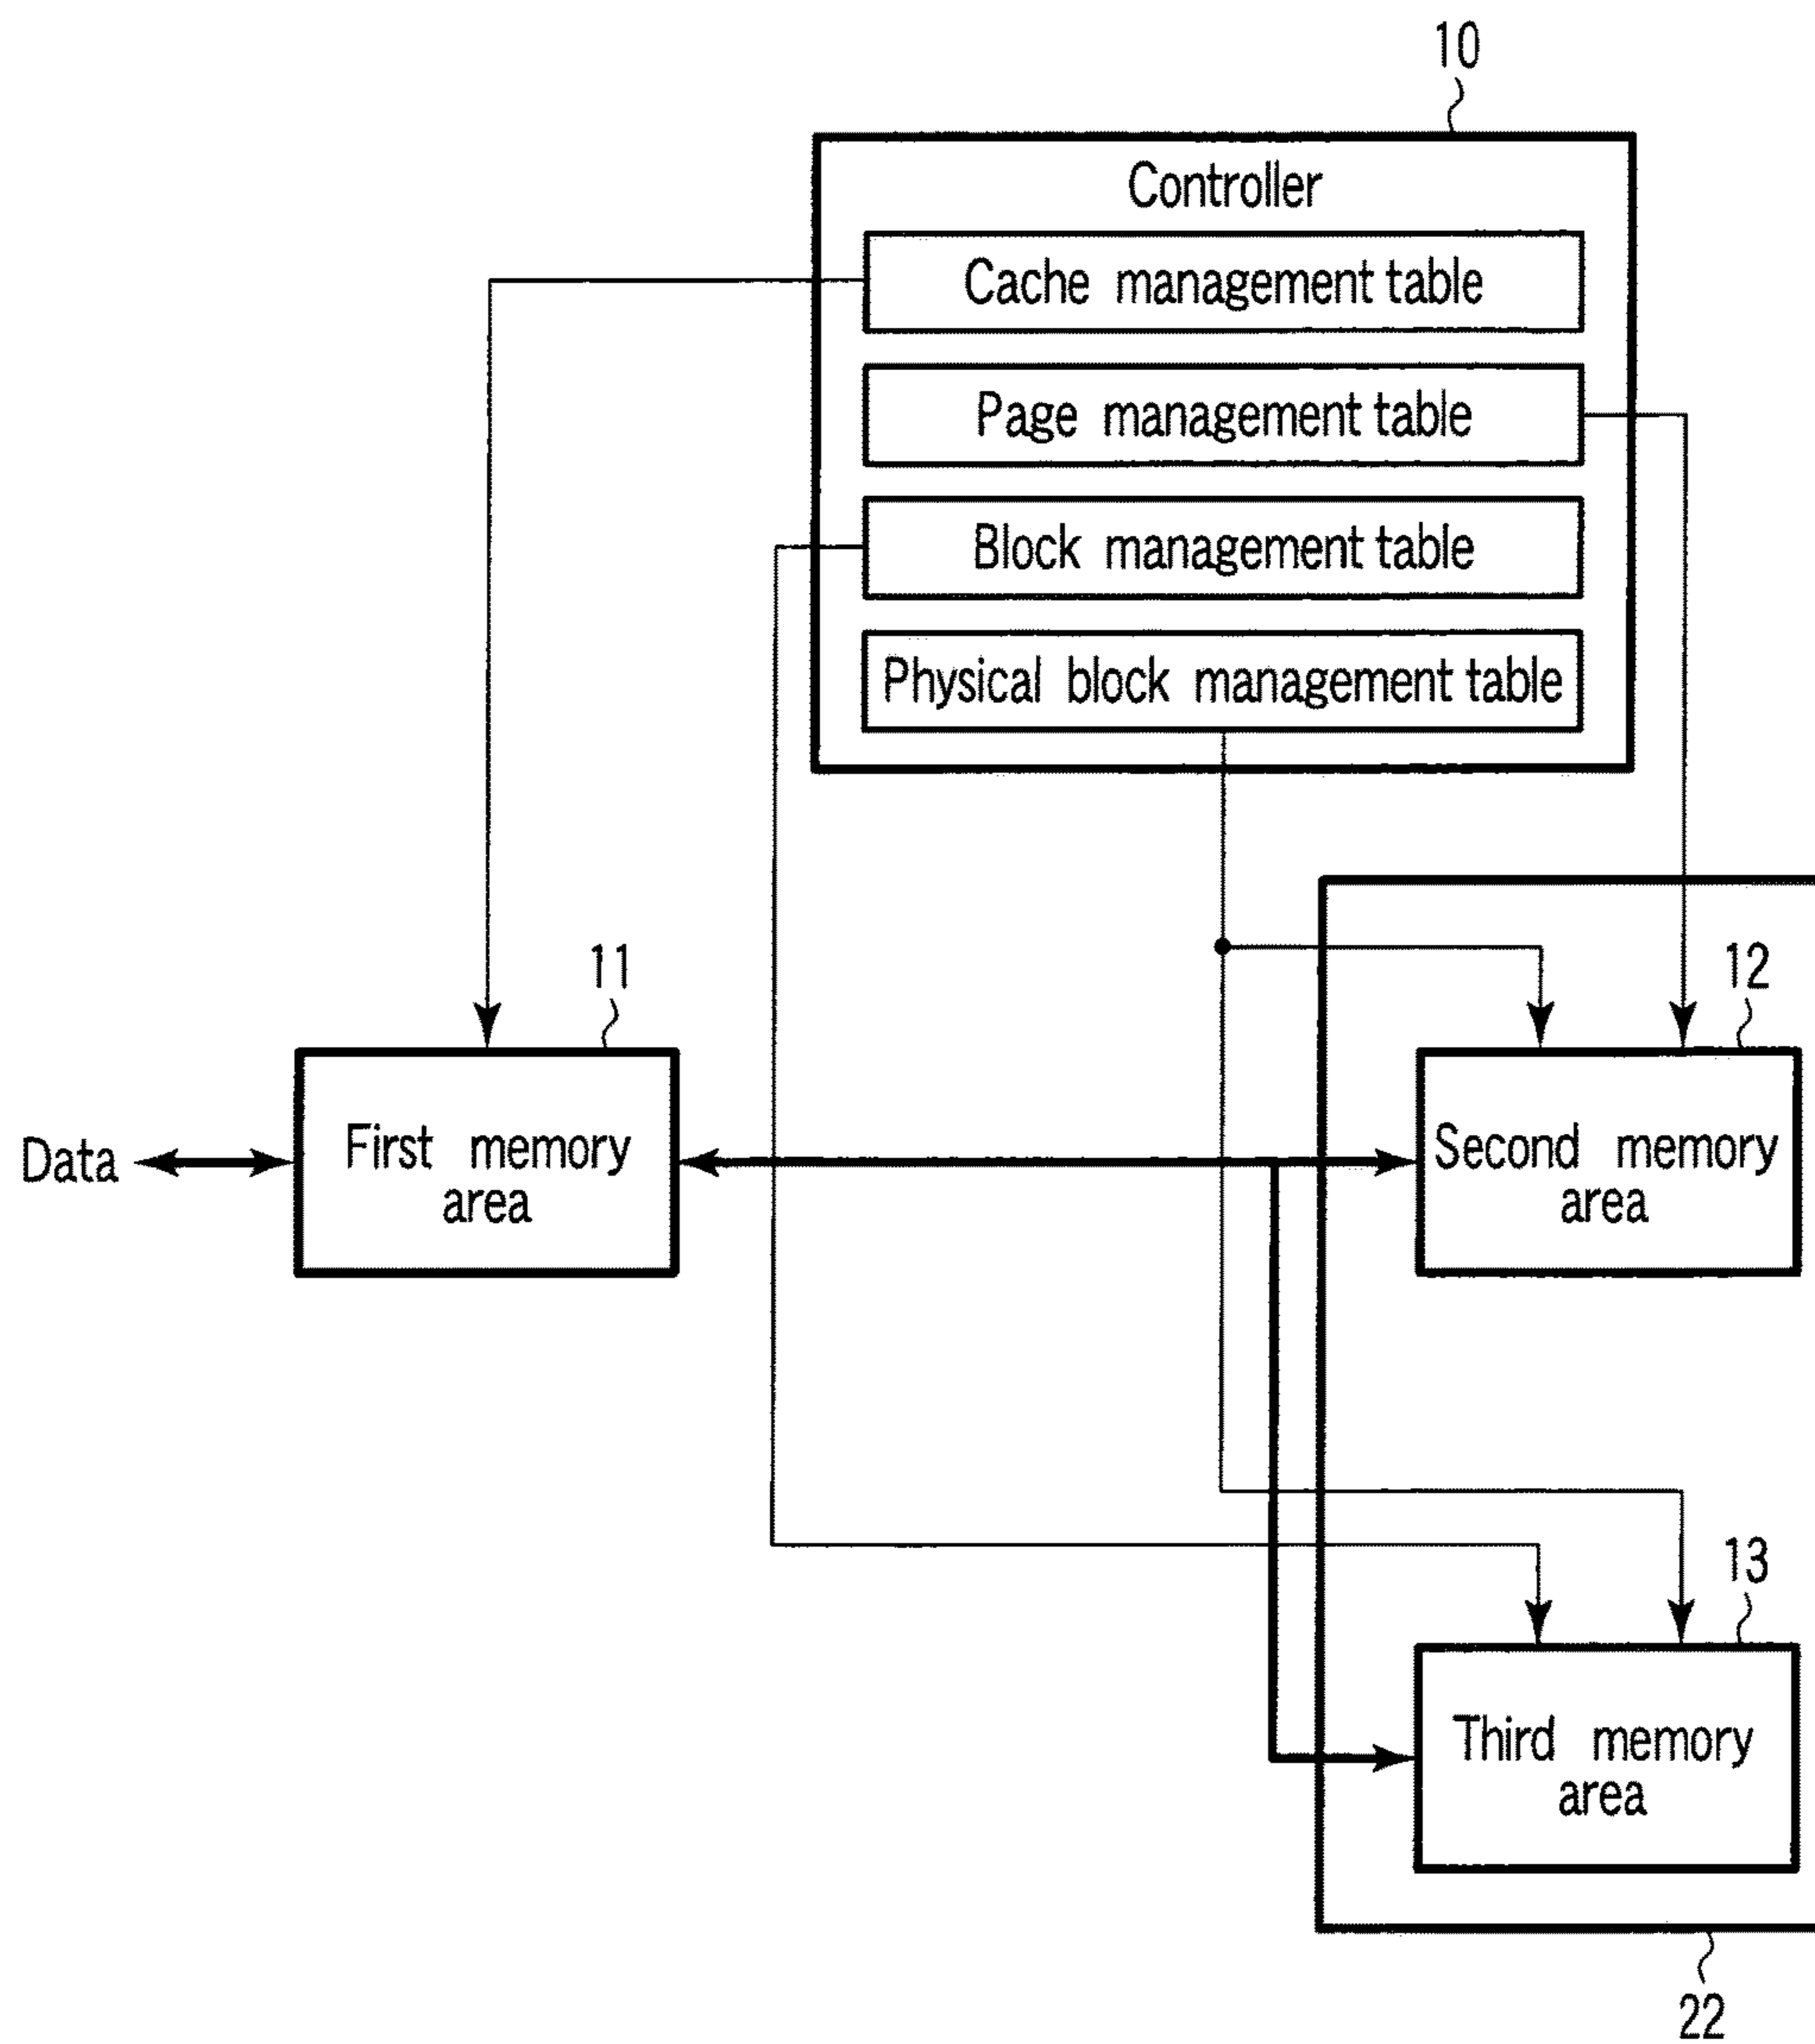 10
Controller
Cache management table
Page management table
Block management table
Physical block management table
11
12
Data
First memory
area
Second memory
area
13
Third memory
area
22